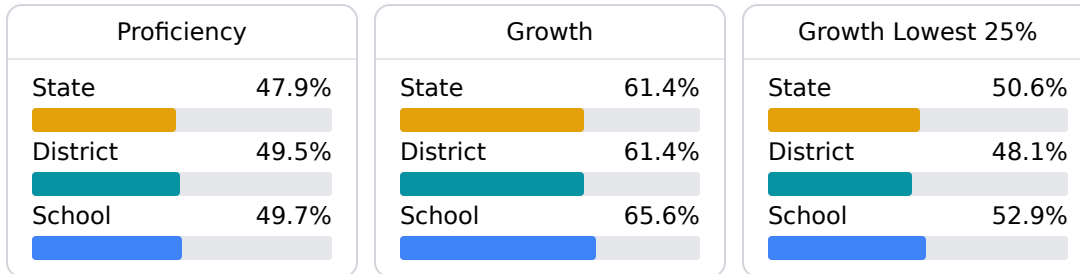 Proficiency
State 47.9%
District 49.5%
School 49.7%
Growth
State 61.4%
District 61.4%
School 65.6%
Growth Lowest 25%
State 50.6%
District 48.1%
School 52.9%